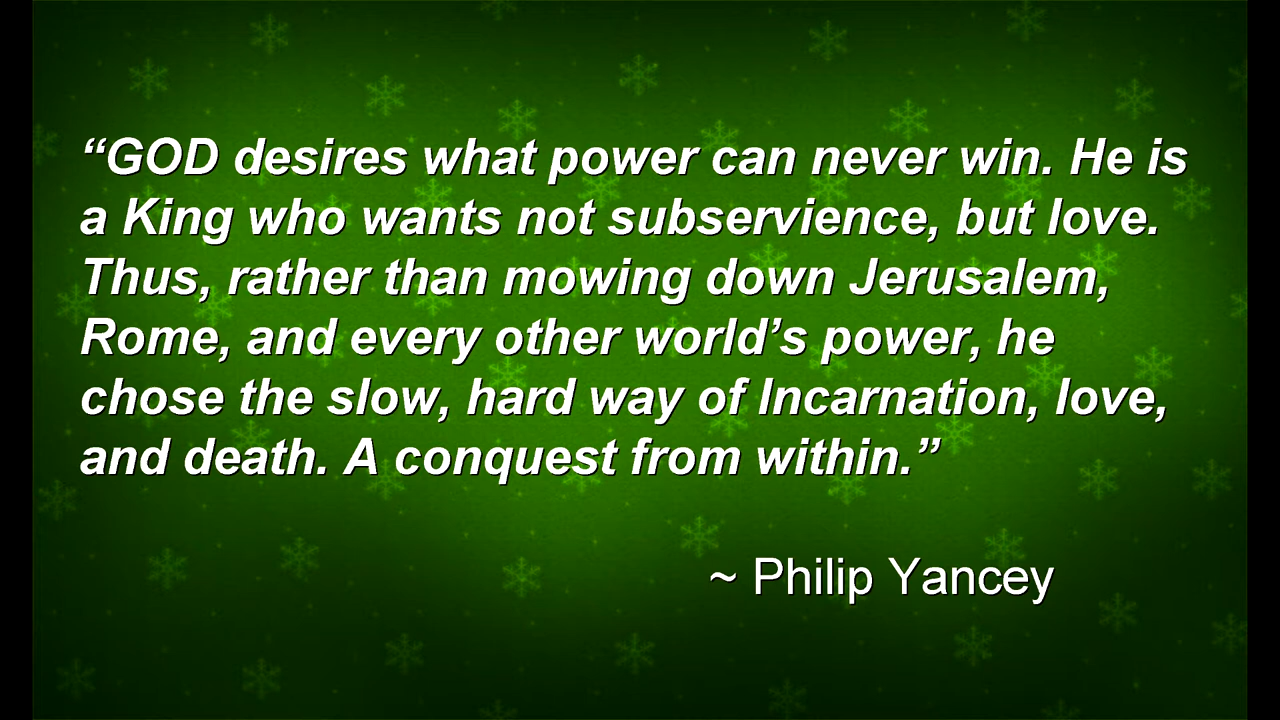 “GOD desires what power can never win. He is
a King who wants not subservience, but love.
Thus, rather than mowing down Jerusalem,
Rome, and every other world’s power, he
chose the slow, hard way of Incarnation, love,
and death. A conquest from within.”
~ Philip Yancey